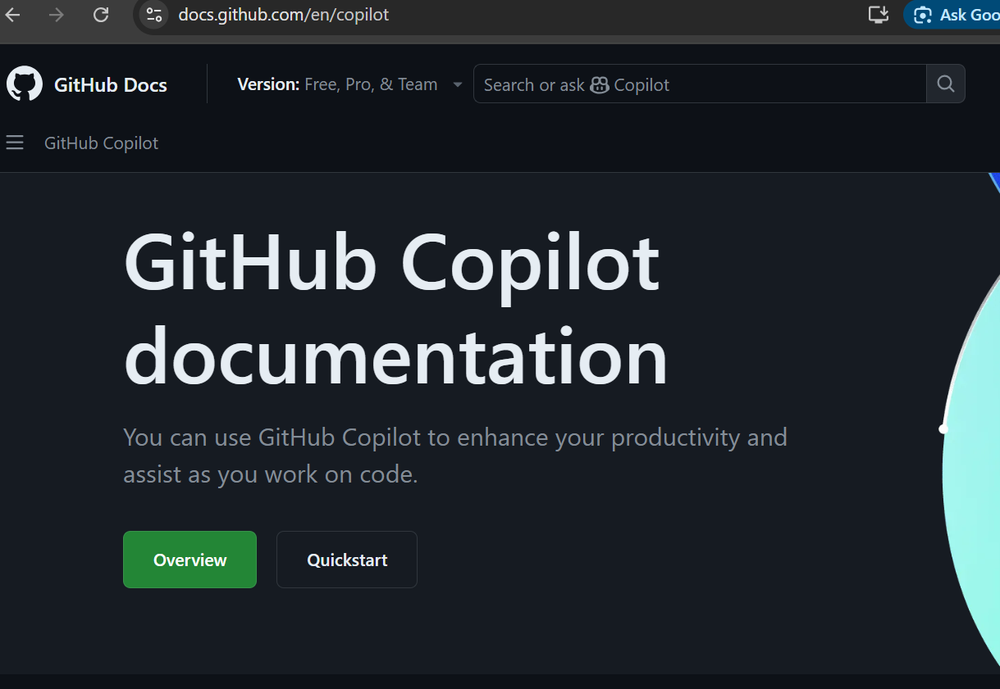 docs.github.com/en/copilot
Ask Goo
GitHub Docs
Version: Free, Pro, & Team
Search or ask Copilot
GitHub Copilot
GitHub Copilot
documentation
You can use GitHub Copilot to enhance your productivity and
assist as you work on code.
Overview
Quickstart